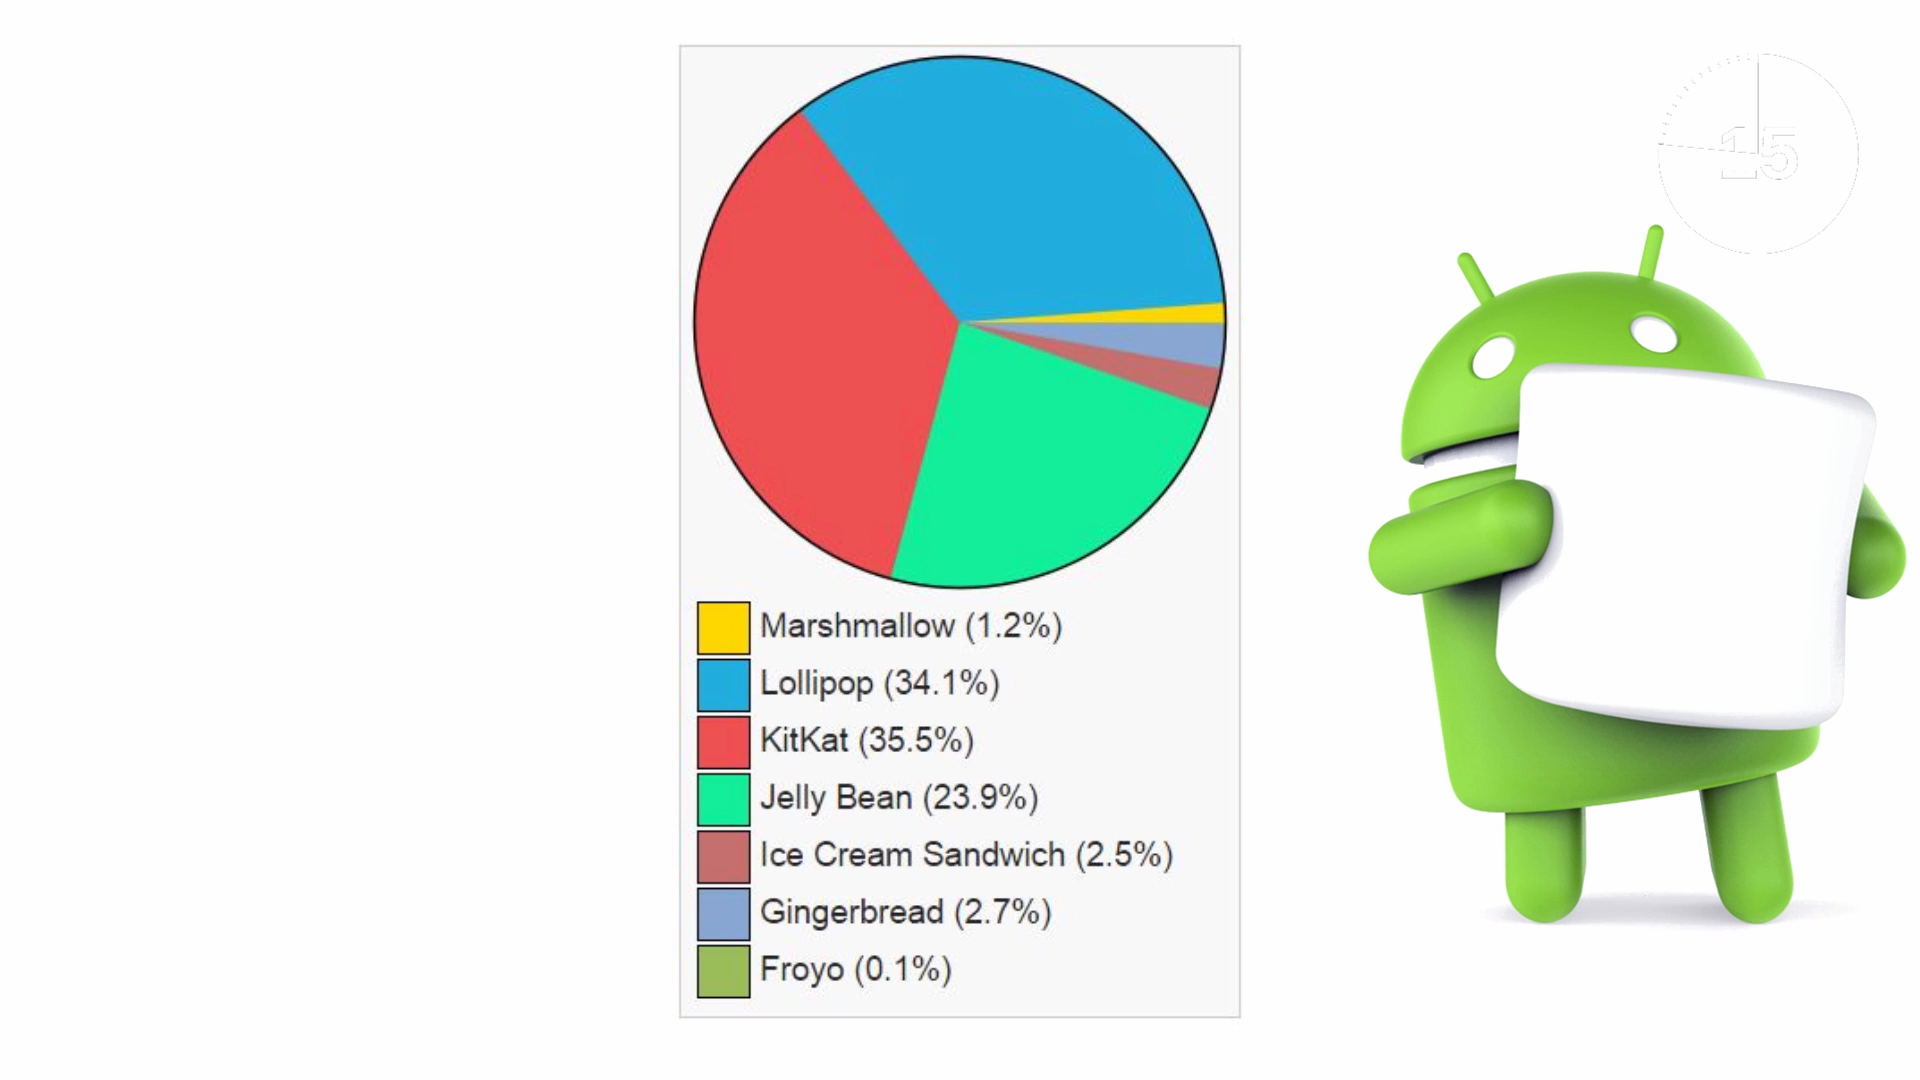 15
Marshmallow (1.2%)
Lollipop (34.1%)
KitKat (35.5%)
Jelly Bean (23.9%)
Ice Cream Sandwich (2.5%)
Gingerbread (2.7%)
Froyo (0.1%)